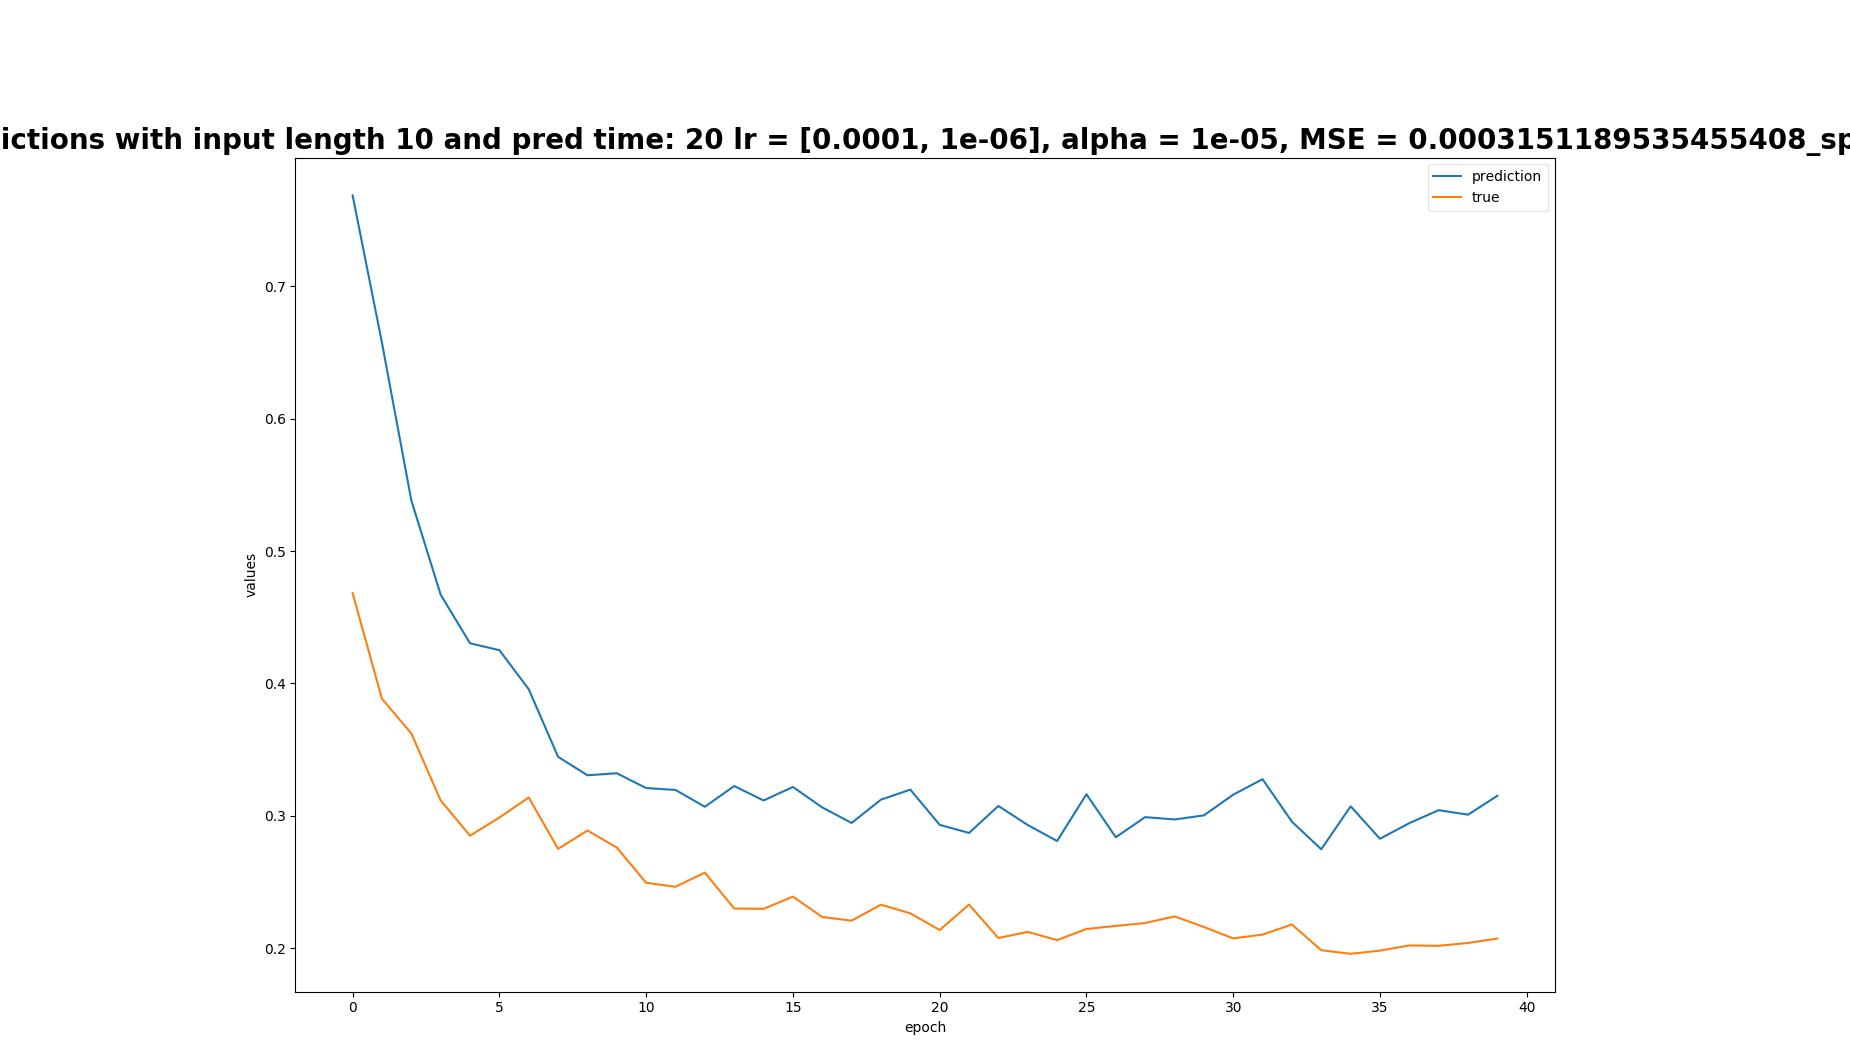 ictions with input length 10 and pred time: 20 lr = [0.0001, 1e-06], alpha = 1e-05, MSE = 0.0003151189535455408_sp
prediction
true
0.7
0.6
0.5
0.4
0.3
0.2
values
0 5 10 15 20 25 30 35 40
epoch